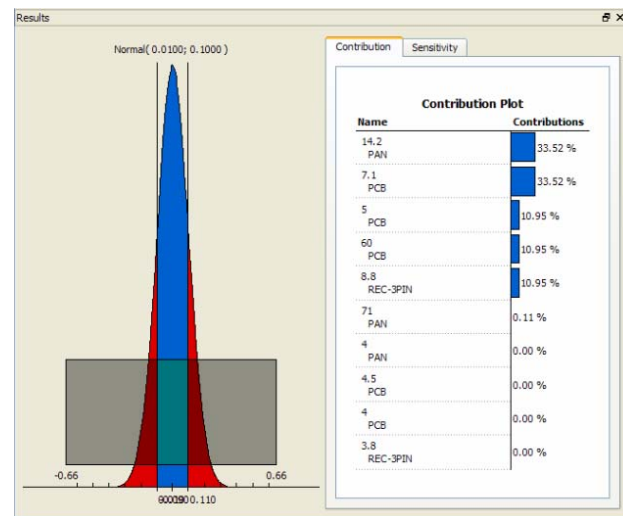 Results
Normal( 0.0100; 0.1000 )
-0.66
0.66
0.110
Contribution Sensitivity
Contribution Plot
Name Contributions
14.2
PAN
33.52 %
7.1
PCB
33.52 %
5
PCB
10.95 %
60
PCB
10.95 %
8.8
REC-3PIN
10.95 %
71
PAN
0.11 %
4
PAN
0.00 %
4.5
PCB
0.00 %
4
PCB
0.00 %
3.8
REC-3PIN
0.00 %